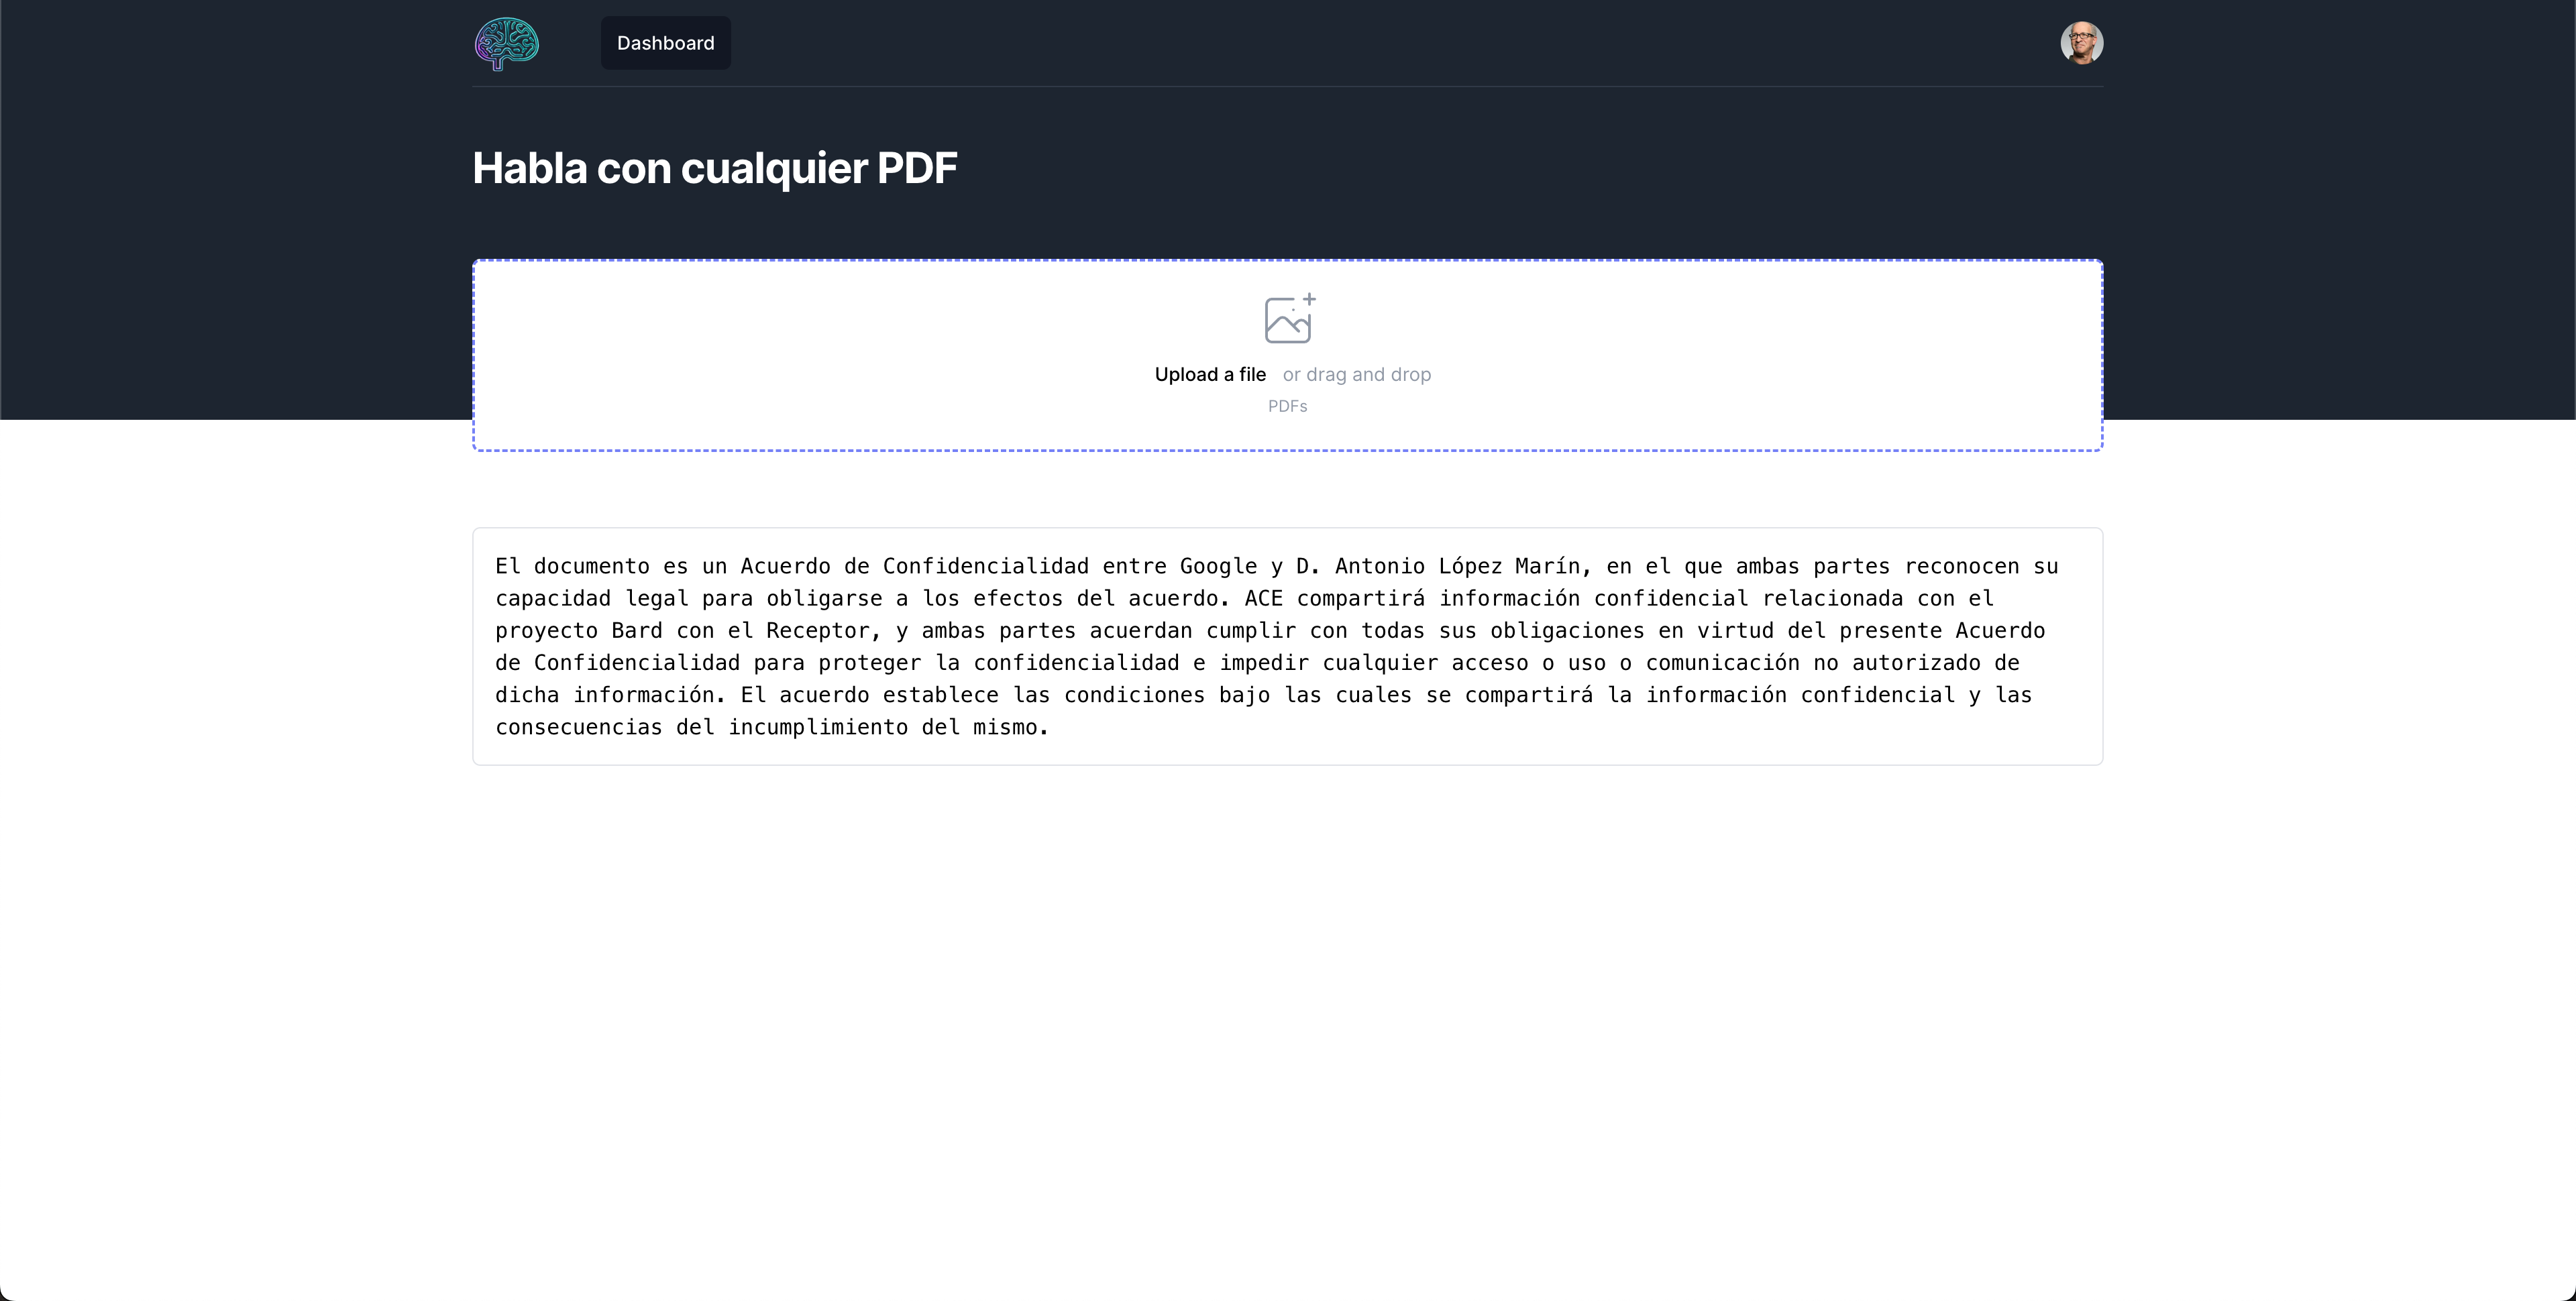 Dashboard
Habla con cualquier PDF
Upload a file or drag and drop
PDFs
El documento es un Acuerdo de Confidencialidad entre Google y D. Antonio López Marín, en el que ambas partes reconocen su
capacidad legal para obligarse a los efectos del acuerdo. ACE compartirá información confidencial relacionada con el
proyecto Bard con el Receptor, y ambas partes acuerdan cumplir con todas sus obligaciones en virtud del presente Acuerdo
de Confidencialidad para proteger la confidencialidad e impedir cualquier acceso o uso o comunicación no autorizado de
dicha información. El acuerdo establece las condiciones bajo las cuales se compartirá la información confidencial y las
consecuencias del incumplimiento del mismo.